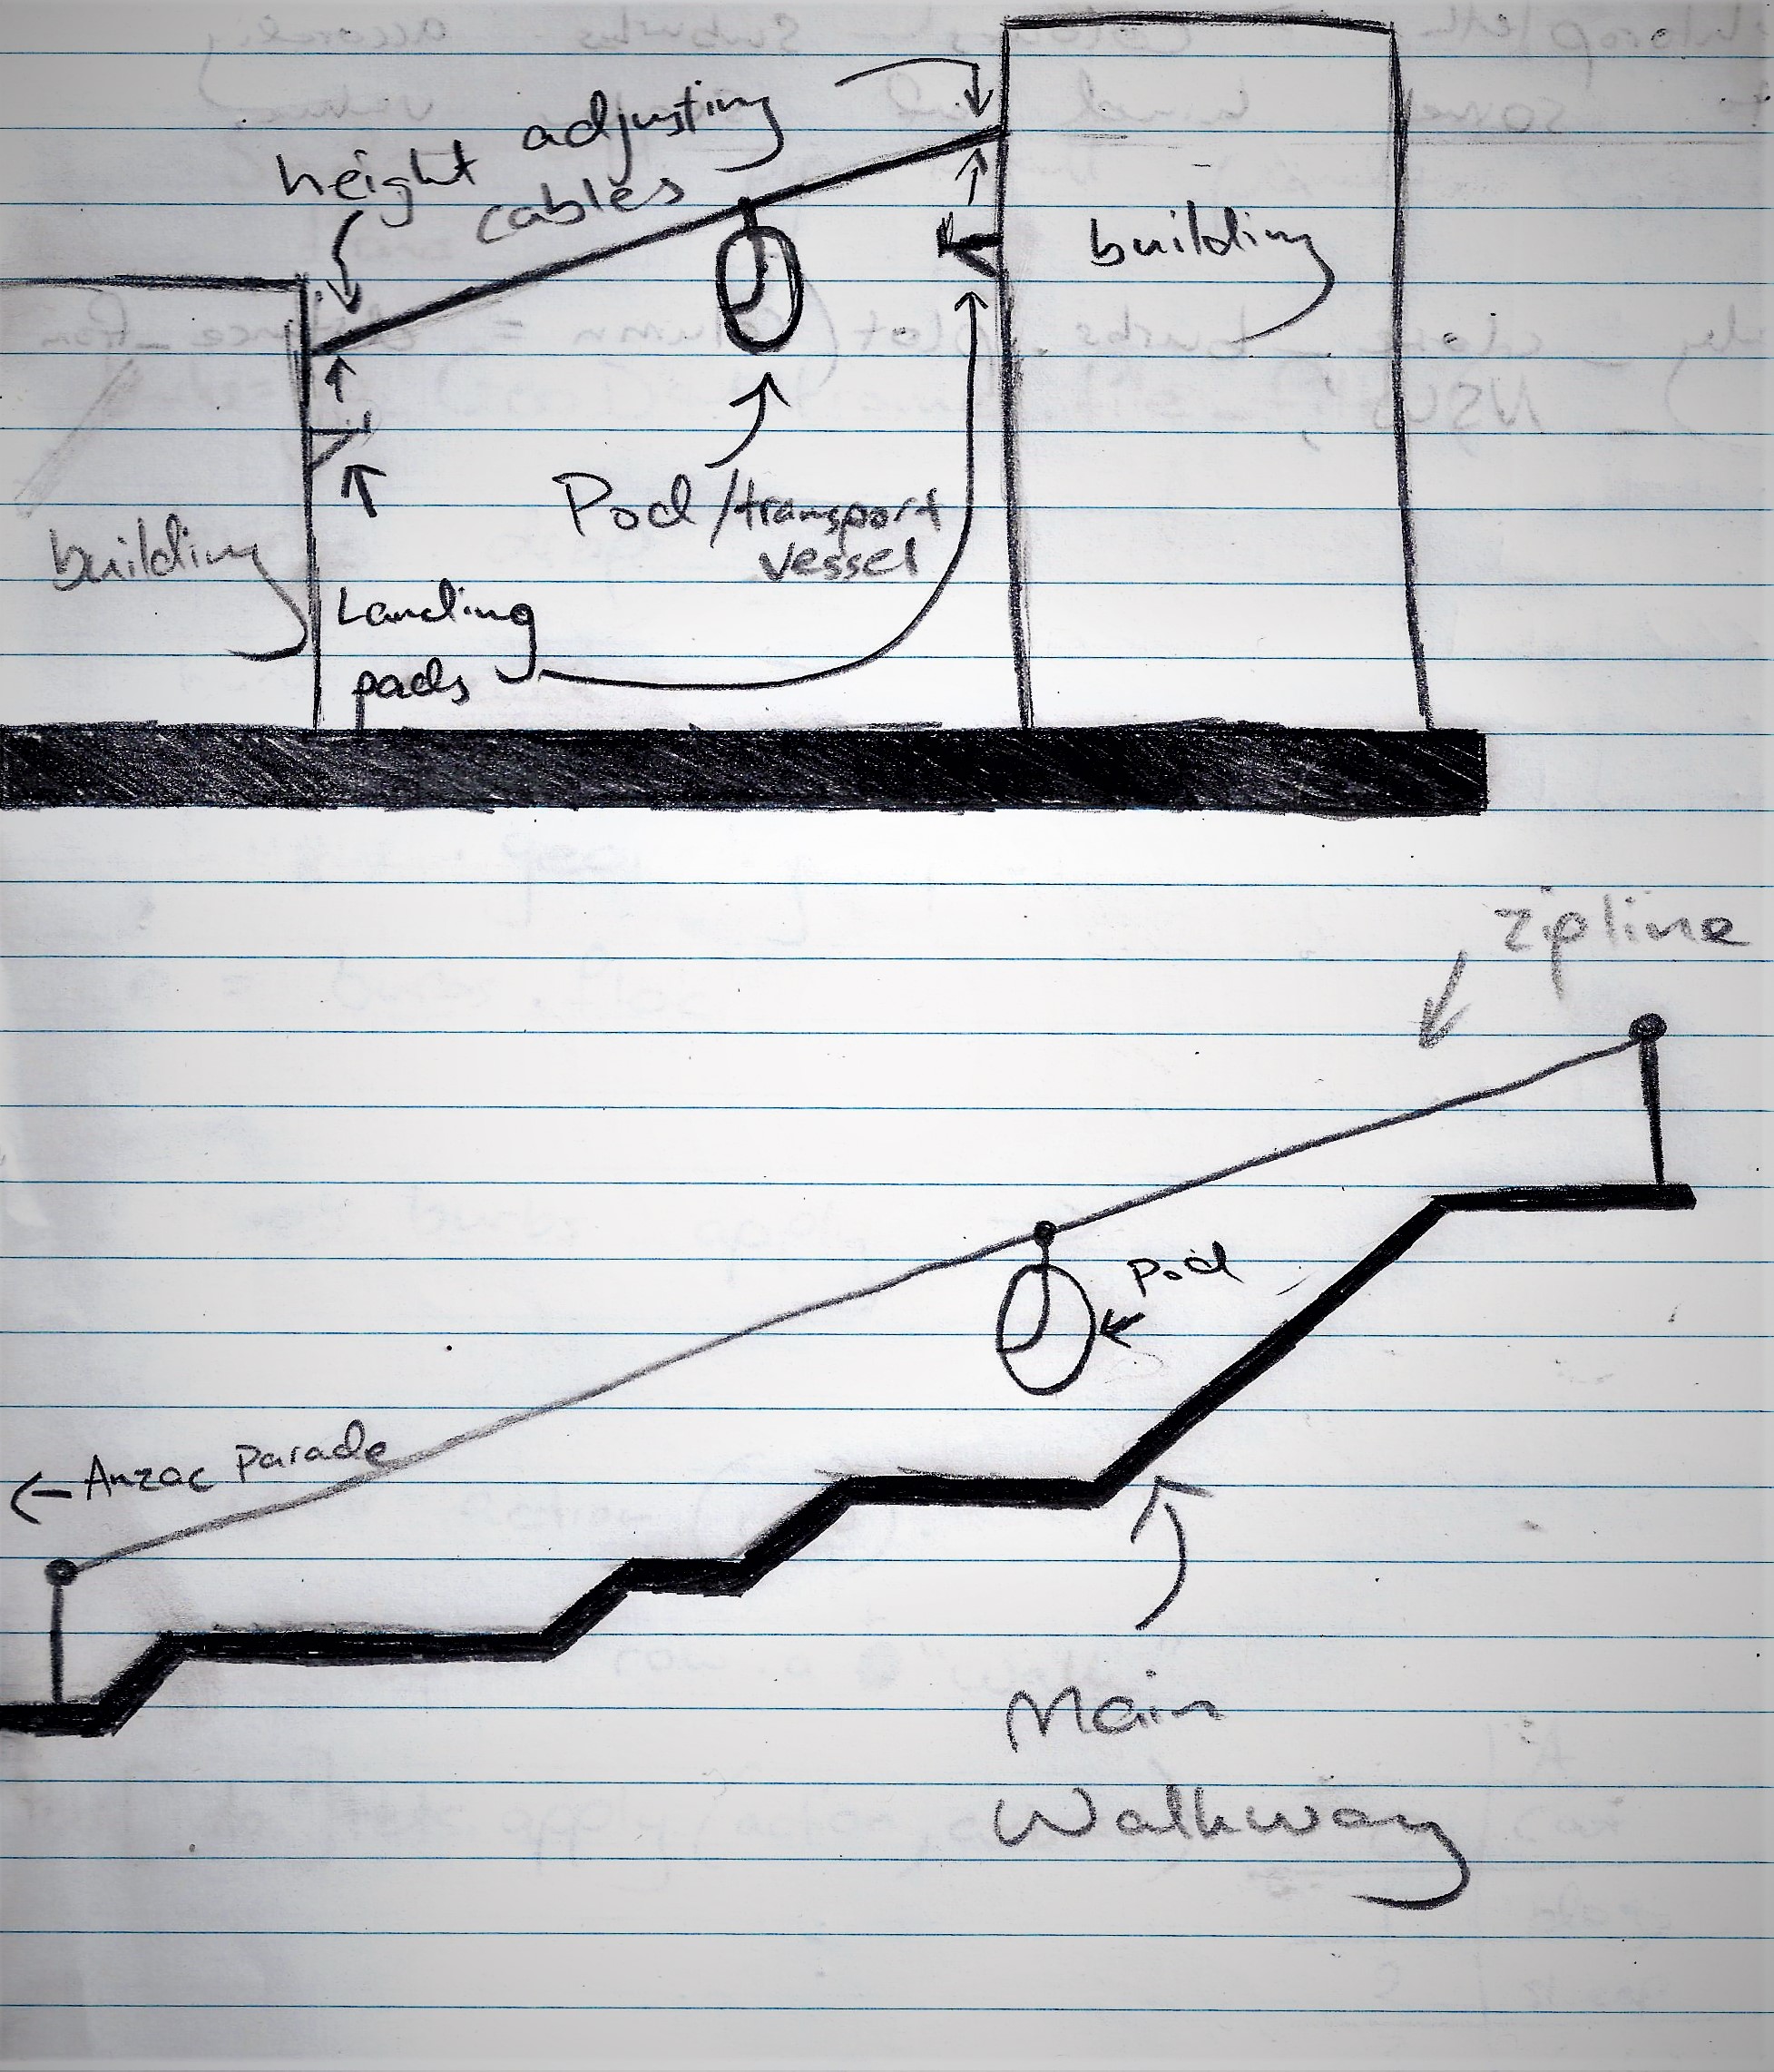 height adjusting
cables
building
Pod/transport
vessel
building
Landing
pads
zipline
Pod
← Anzac Parade
Main
Walkway